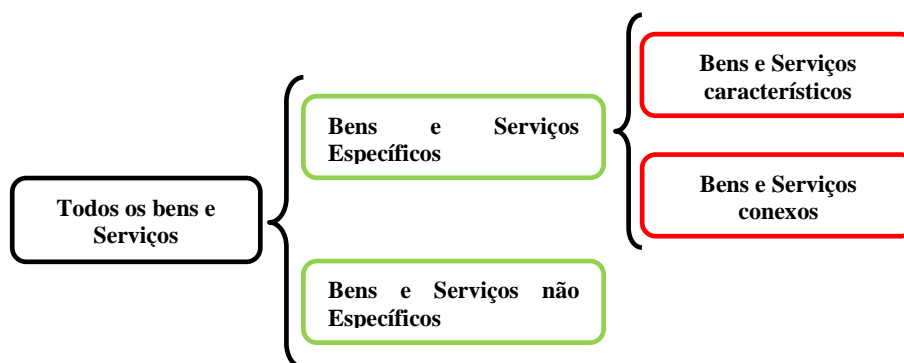 Todos os bens e
Serviços
Bens e Serviços
Específicos
Bens e Serviços não
Específicos
Bens e Serviços
característicos
Bens e Serviços
conexos